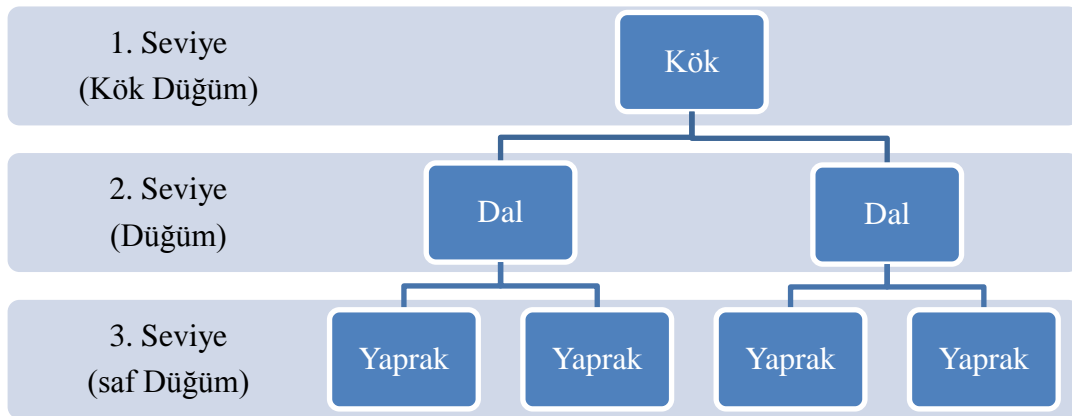 1. Seviye
(Kök Düğüm)
Kök
2. Seviye
(Düğüm)
Dal
Dal
3. Seviye
(saf Düğüm)
Yaprak
Yaprak
Yaprak
Yaprak